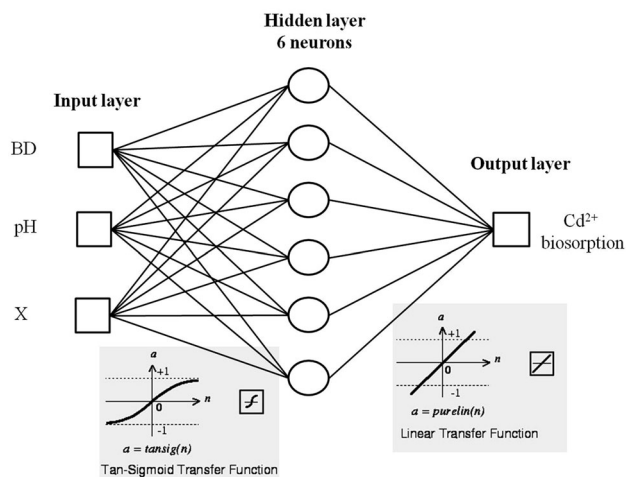 Hidden layer
6 neurons
Input layer
BD
pH
X
Output layer
Cd²⁺
biosorption
a
+1
n
0
-1
a = tansig(n)
Tan-Sigmoid Transfer Function
a
+1
n
0
-1
a = purelin(n)
Linear Transfer Function